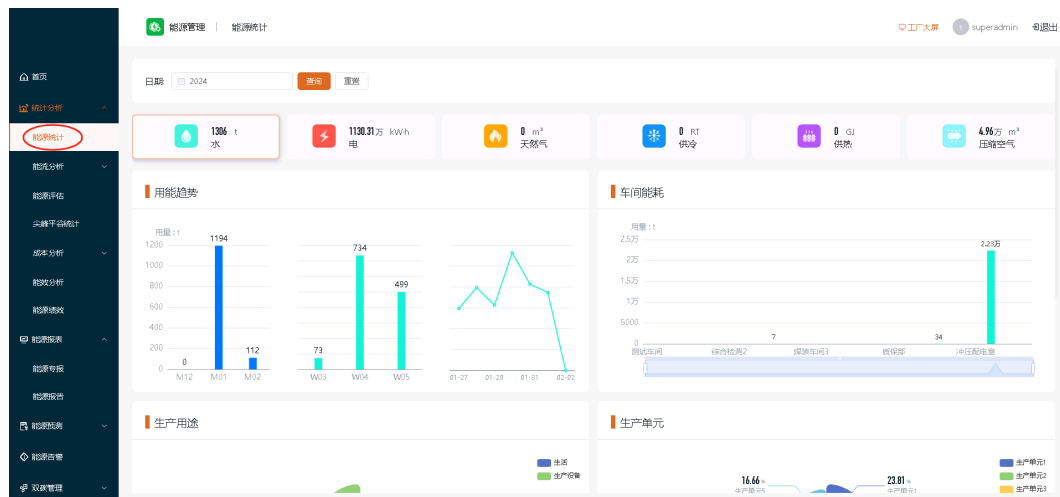 能源管理 | 能源统计
工厂大屏 superadmin 退出
首页
统计分析
能源统计
能流分析
能源评估
尖峰平谷统计
成本分析
能效分析
能源绩效
能源报表
能源专报
能源报告
能源预测
能源告警
双碳管理
日期: 2024 查询 重置
1306 t
水
1130.31万 kW·h
电
0 m³
天然气
0 RT
供冷
0 GJ
供热
4.96万 m³
压缩空气
用能趋势
用量 : t
1200
1000
800
600
400
200
0
0 1194 112
M12 M01 M02
73 734 499
W03 W04 W05
01-27 01-29 01-31 02-02
车间能耗
用量 : t
2.5万
2万
1.5万
1万
5000
0
7 34 2.23万
测试车间 综合检测2 焊装车间3 质保部 冲压配电室
生产用途
生活
生产设备
生产单元
16.66 %
生产单元5
23.81 %
生产单元1
生产单元1
生产单元2
生产单元3